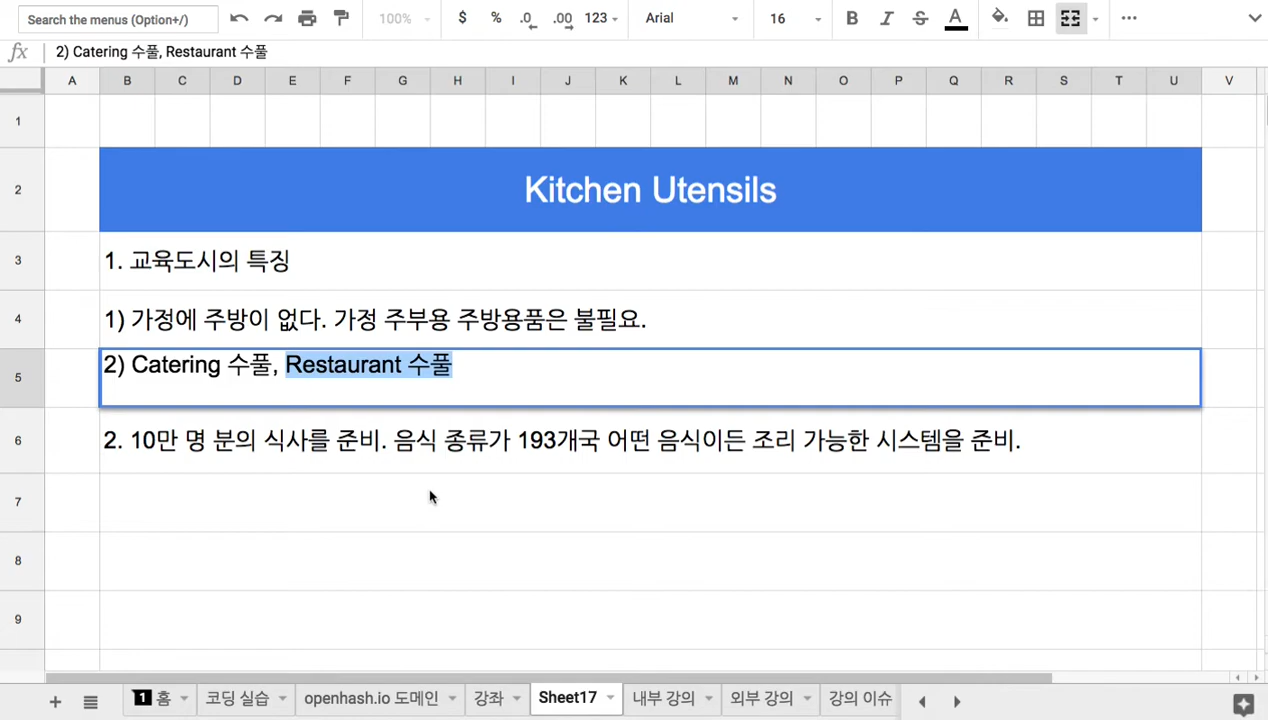 Search the menus (Option+/)
100%
$ % .0 .00 123
Arial
16
B I S A
fx
2) Catering 수풀, Restaurant 수풀
A B C D E F G H I J K L M N O P Q R S T U V
1
2
Kitchen Utensils
3
1. 교육도시의 특징
4
1) 가정에 주방이 없다. 가정 주부용 주방용품은 불필요.
5
2) Catering 수풀, Restaurant 수풀
6
2. 10만 명 분의 식사를 준비. 음식 종류가 193개국 어떤 음식이든 조리 가능한 시스템을 준비.
7
8
9
1 홈 코딩 실습 openhash.io 도메인 강좌 Sheet17 내부 강의 외부 강의 강의 이슈